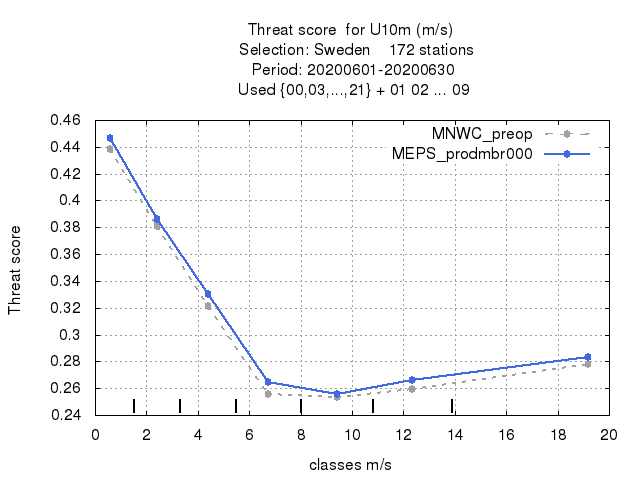 Threat score for U10m (m/s)
Selection: Sweden 172 stations
Period: 20200601-20200630
Used {00,03,...,21} + 01 02 ... 09
MNWC_preop
MEPS_prodmbr000
0.46
0.44
0.42
0.4
0.38
0.36
0.34
0.32
0.3
0.28
0.26
0.24
Threat score
0 2 4 6 8 10 12 14 16 18 20
classes m/s